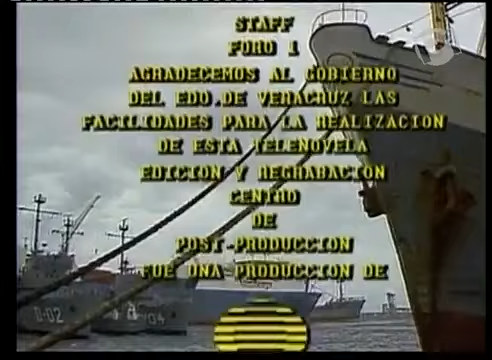 STAFF
FORO 1
AGRADECEMOS AL GOBIERNO
DEL EDO.DE VERACRUZ LAS
FACILIDADES PARA LA REALIZACION
DE ESTA TELENOVELA
EDICION Y REGRABACION
CENTRO
DE
POST-PRODUCCION
FUE UNA PRODUCCION DE
D-02